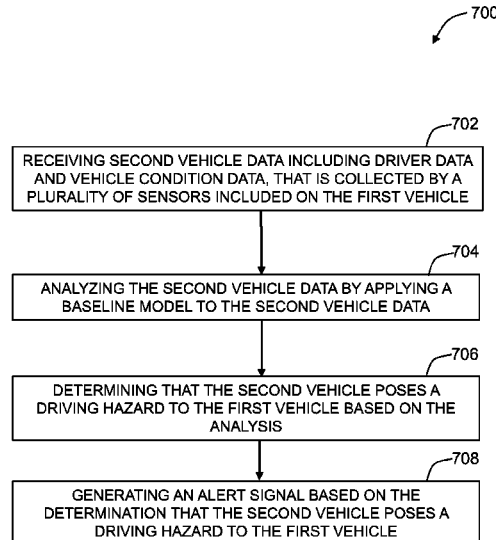 700
702
RECEIVING SECOND VEHICLE DATA INCLUDING DRIVER DATA
AND VEHICLE CONDITION DATA, THAT IS COLLECTED BY A
PLURALITY OF SENSORS INCLUDED ON THE FIRST VEHICLE
704
ANALYZING THE SECOND VEHICLE DATA BY APPLYING A
BASELINE MODEL TO THE SECOND VEHICLE DATA
706
DETERMINING THAT THE SECOND VEHICLE POSES A
DRIVING HAZARD TO THE FIRST VEHICLE BASED ON THE
ANALYSIS
708
GENERATING AN ALERT SIGNAL BASED ON THE
DETERMINATION THAT THE SECOND VEHICLE POSES A
DRIVING HAZARD TO THE FIRST VEHICLE